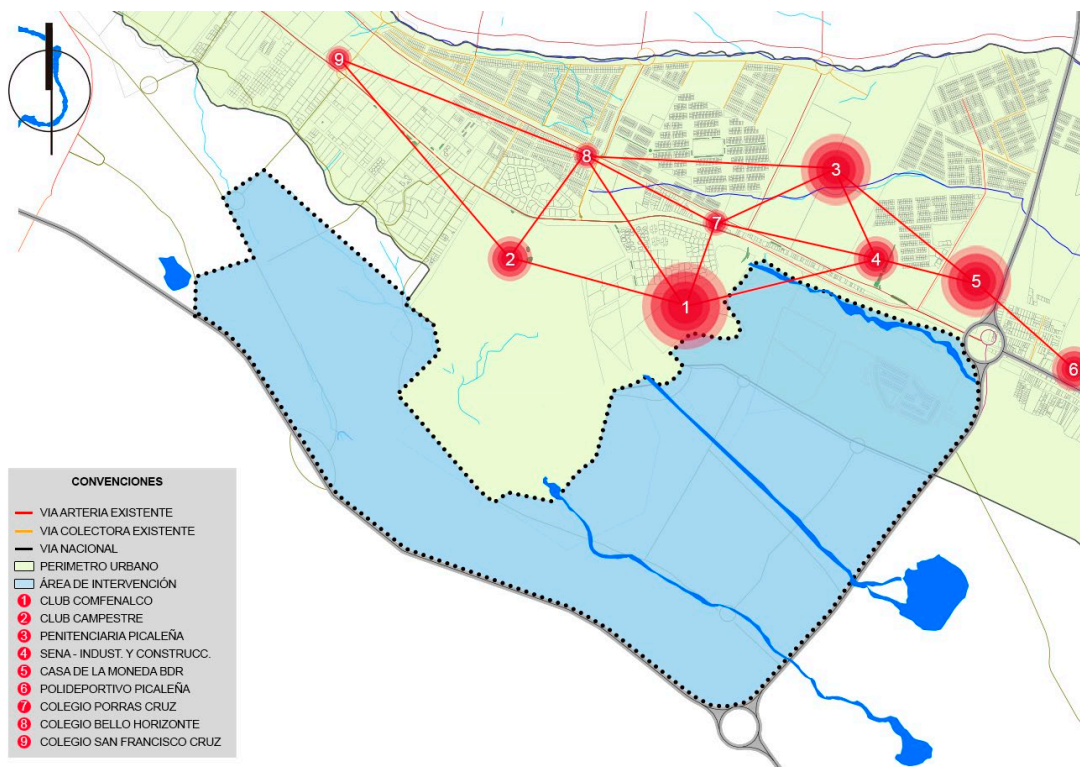 9
8
3
7
2
4
5
1
6
CONVENCIONES
VIA ARTERIA EXISTENTE
VIA COLECTORA EXISTENTE
VIA NACIONAL
PERIMETRO URBANO
ÁREA DE INTERVENCIÓN
1 CLUB COMFENALCO
2 CLUB CAMPESTRE
3 PENITENCIARIA PICALEÑA
4 SENA - INDUST. Y CONSTRUCC.
5 CASA DE LA MONEDA BDR
6 POLIDEPORTIVO PICALEÑA
7 COLEGIO PORRAS CRUZ
8 COLEGIO BELLO HORIZONTE
9 COLEGIO SAN FRANCISCO CRUZ